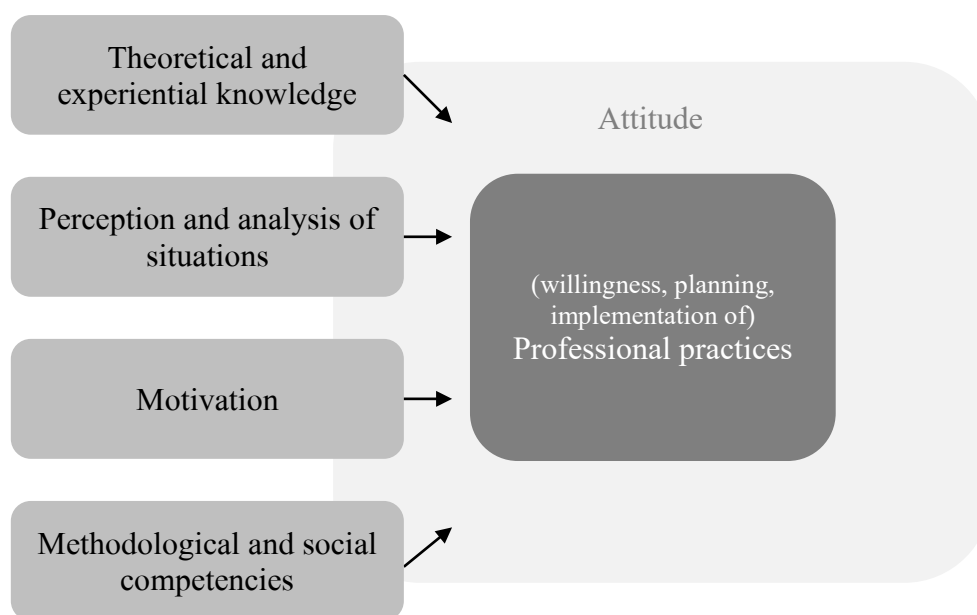 Theoretical and
experiential knowledge
Attitude
Perception and analysis of
situations
(willingness, planning,
implementation of)
Professional practices
Motivation
Methodological and social
competencies